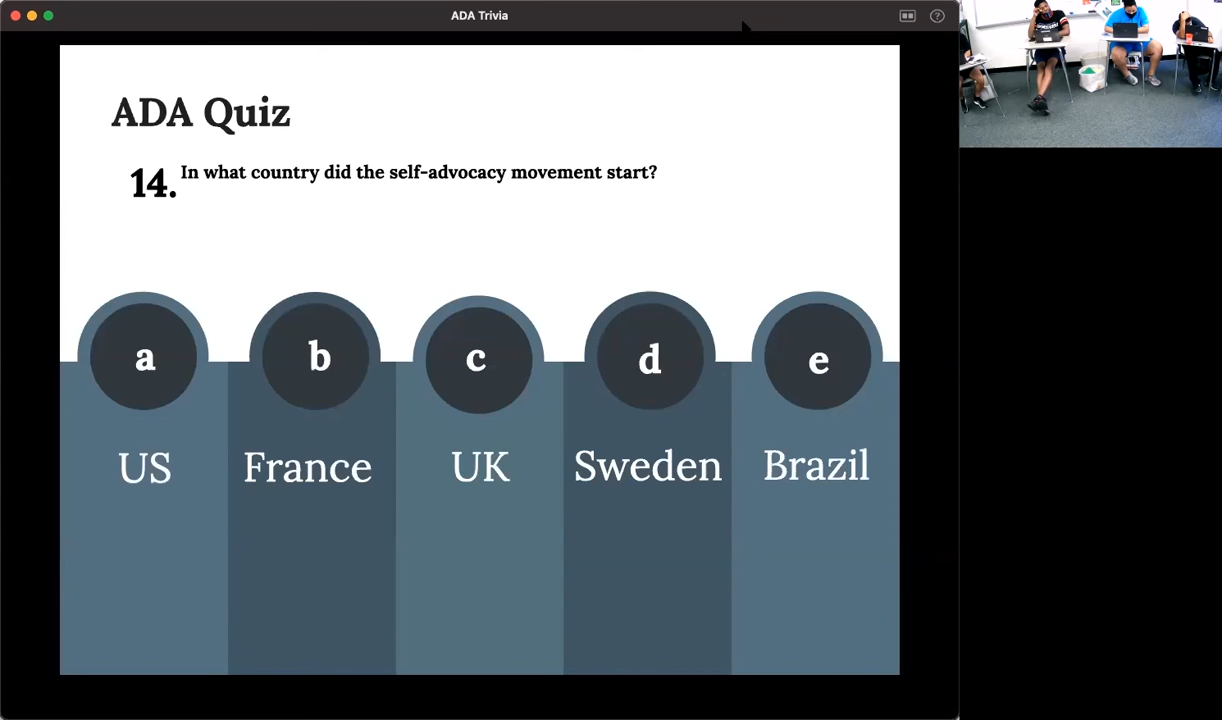 ADA Trivia
ADA Quiz
14. In what country did the self-advocacy movement start?
a
b
c
d
e
US
France
UK
Sweden
Brazil